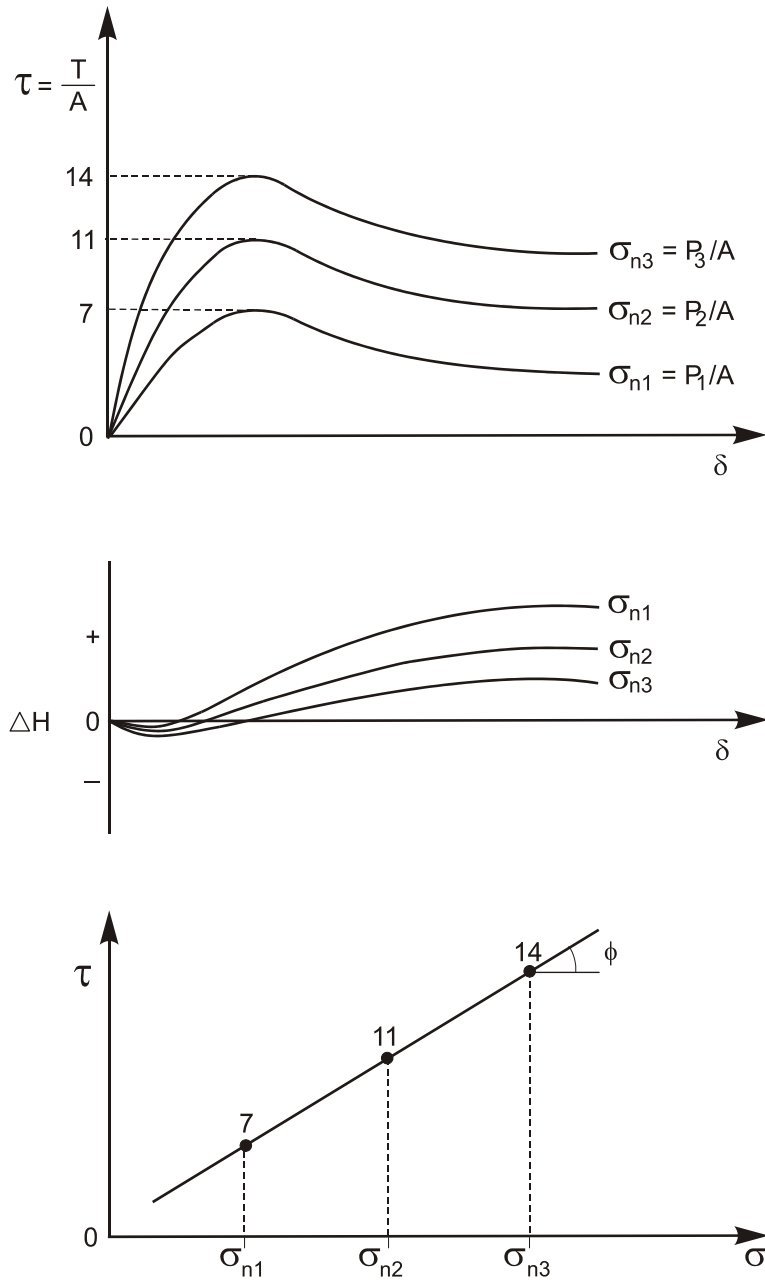 τ = T/A
14
11
7
0
σn3 = P3/A
σn2 = P2/A
σn1 = P1/A
δ
+
△H 0
–
σn1
σn2
σn3
δ
τ
14
ϕ
11
7
0
σn1 σn2 σn3 σ